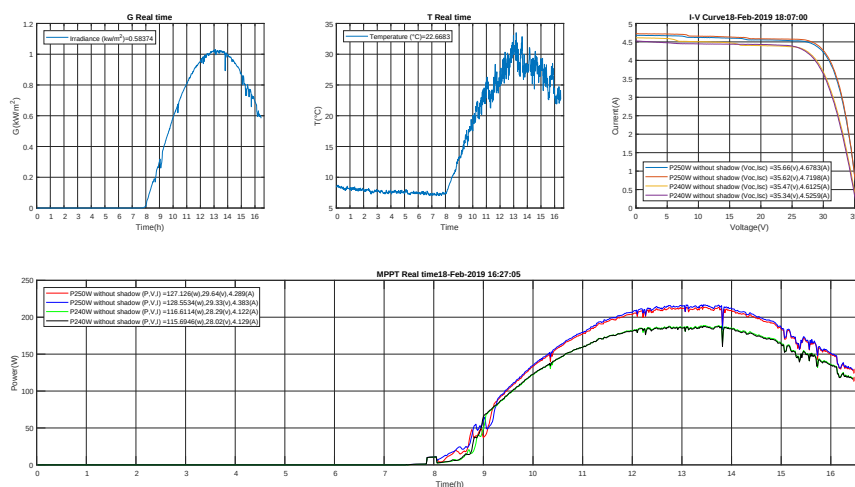 G Real time
1.2
1
0.8
0.6
0.4
0.2
0
G(kW/m²)
Irradiance (kw/m²)=0.58374
0 1 2 3 4 5 6 7 8 9 10 11 12 13 14 15 16
Time(h)
T Real time
35
30
25
20
15
10
5
T(°C)
Temperature (°C)=22.6683
0 1 2 3 4 5 6 7 8 9 10 11 12 13 14 15 16
Time
I-V Curve18-Feb-2019 18:07:00
5
4.5
4
3.5
3
2.5
2
1.5
1
0.5
0
Current(A)
P250W without shadow (Voc,Isc) =35.66(v),4.6783(A)
P250W without shadow (Voc,Isc) =35.62(v),4.7198(A)
P240W without shadow (Voc,Isc) =35.47(v),4.6125(A)
P240W without shadow (Voc,Isc) =35.34(v),4.5259(A)
0 5 10 15 20 25 30 35
Voltage(V)
MPPT Real time18-Feb-2019 16:27:05
250
200
150
100
50
0
Power(W)
P250W without shadow (P,V,I) =127.126(w),29.64(v),4.289(A)
P250W without shadow (P,V,I) =128.5534(w),29.33(v),4.383(A)
P240W without shadow (P,V,I) =116.6114(w),28.29(v),4.122(A)
P240W without shadow (P,V,I) =115.6946(w),28.02(v),4.129(A)
0 1 2 3 4 5 6 7 8 9 10 11 12 13 14 15 16
Time(h)